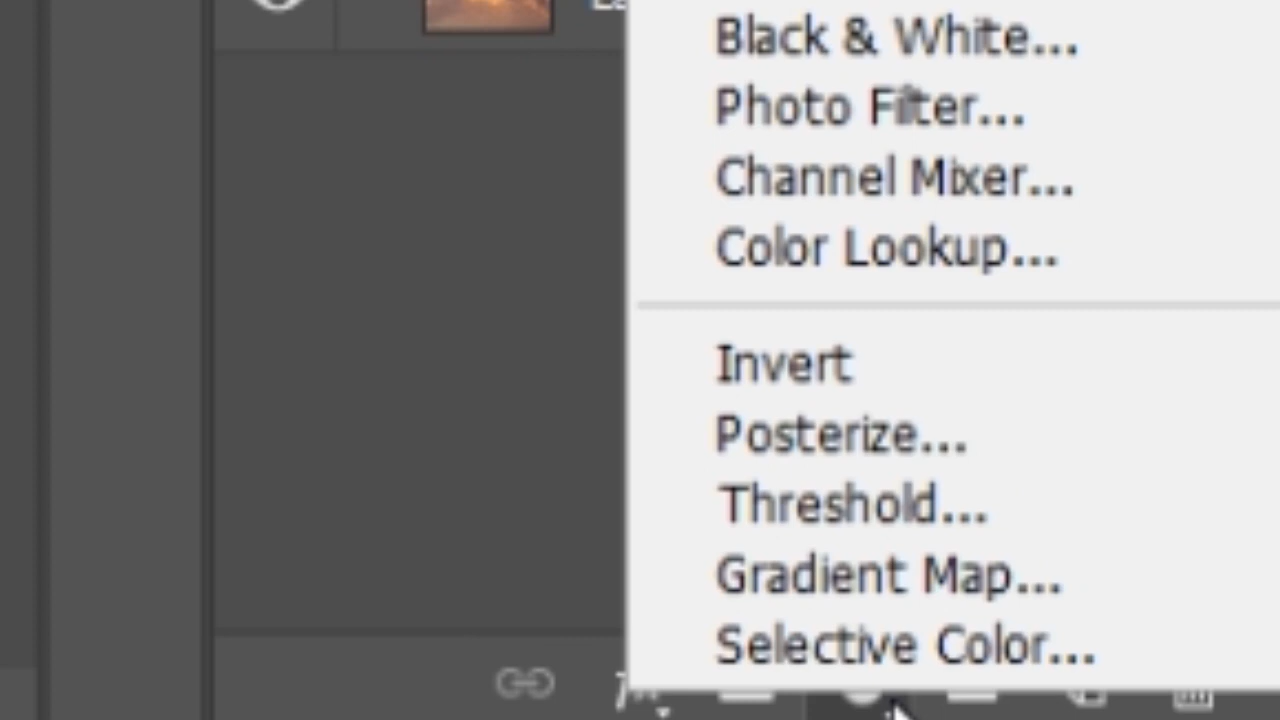 Black & White...
Photo Filter...
Channel Mixer...
Color Lookup...
Invert
Posterize...
Threshold...
Gradient Map...
Selective Color...